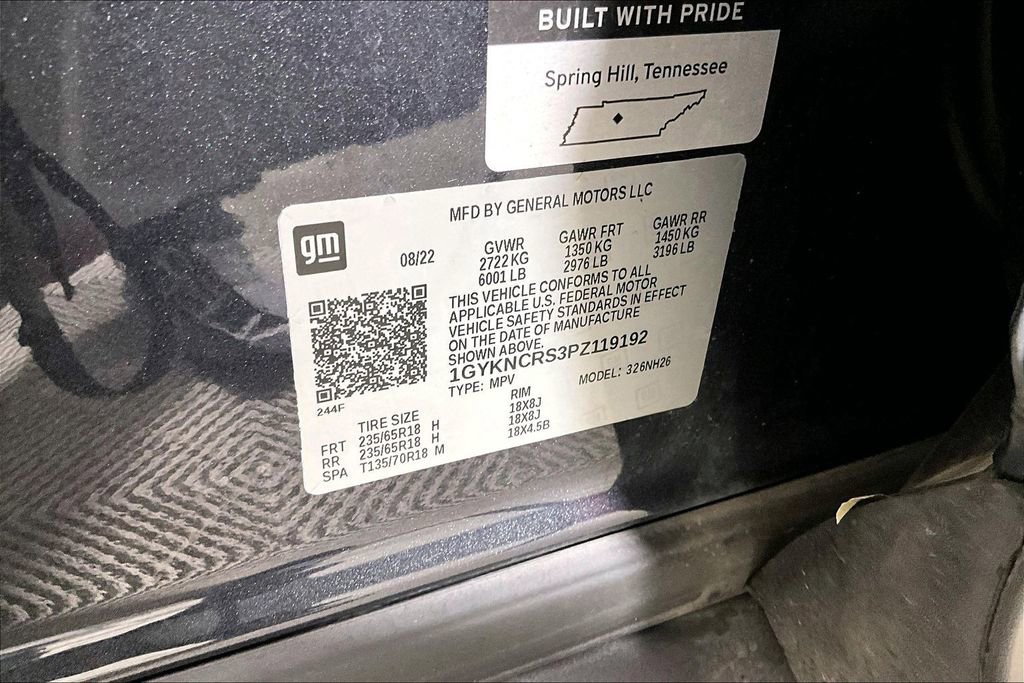 BUILT WITH PRIDE
Spring Hill, Tennessee
MFD BY GENERAL MOTORS LLC
gm
08/22
GVWR GAWR FRT GAWR RR
2722 KG 1350 KG 1450 KG
6001 LB 2976 LB 3196 LB
THIS VEHICLE CONFORMS TO ALL
APPLICABLE U.S. FEDERAL MOTOR
VEHICLE SAFETY STANDARDS IN EFFECT
ON THE DATE OF MANUFACTURE
SHOWN ABOVE.
1GYKNCRS3PZ119192
TYPE: MPV MODEL: 326NH26
244F
TIRE SIZE RIM
FRT 235/65R18 H 18X8J
RR 235/65R18 H 18X8J
SPA T135/70R18 M 18X4.5B